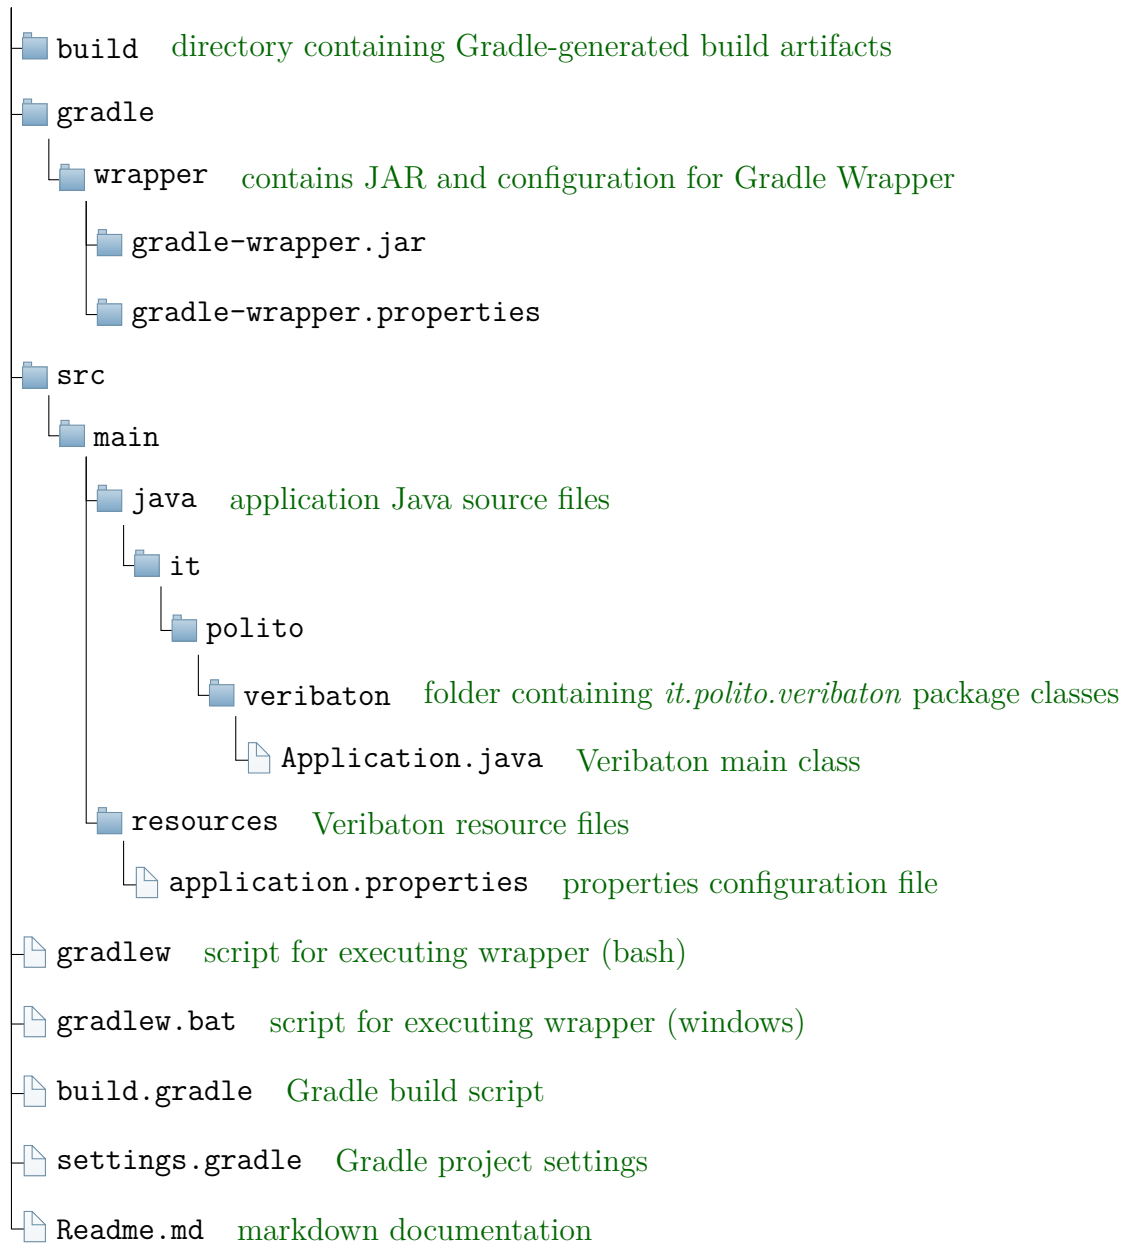 build directory containing Gradle-generated build artifacts
gradle
wrapper contains JAR and configuration for Gradle Wrapper
gradle-wrapper.jar
gradle-wrapper.properties
src
main
java application Java source files
it
polito
veribaton folder containing it.polito.veribaton package classes
Application.java Veribaton main class
resources Veribaton resource files
application.properties properties configuration file
gradlew script for executing wrapper (bash)
gradlew.bat script for executing wrapper (windows)
build.gradle Gradle build script
settings.gradle Gradle project settings
Readme.md markdown documentation